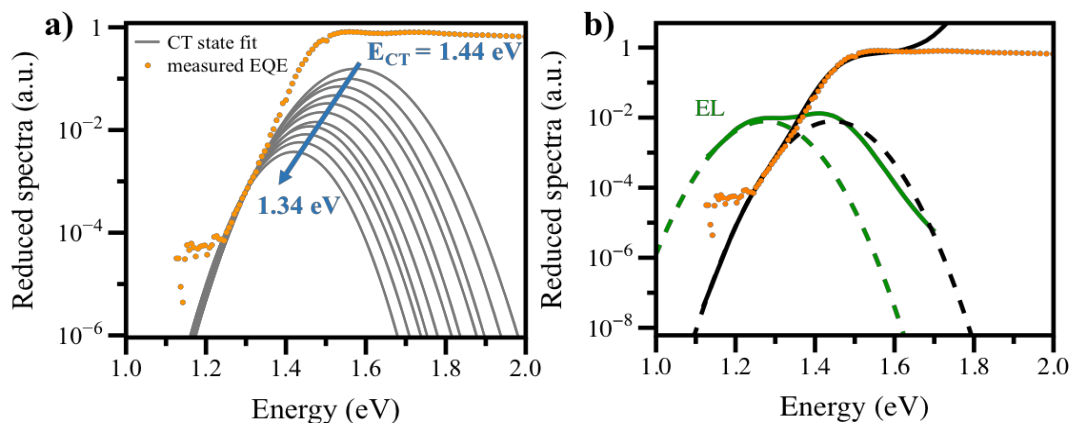 a)
CT state fit
measured EQE
E_CT = 1.44 eV
1.34 eV
Reduced spectra (a.u.)
1
10⁻²
10⁻⁴
10⁻⁶
1.0 1.2 1.4 1.6 1.8 2.0
Energy (eV)
b)
EL
Reduced spectra (a.u.)
1
10⁻²
10⁻⁴
10⁻⁶
10⁻⁸
1.0 1.2 1.4 1.6 1.8 2.0
Energy (eV)